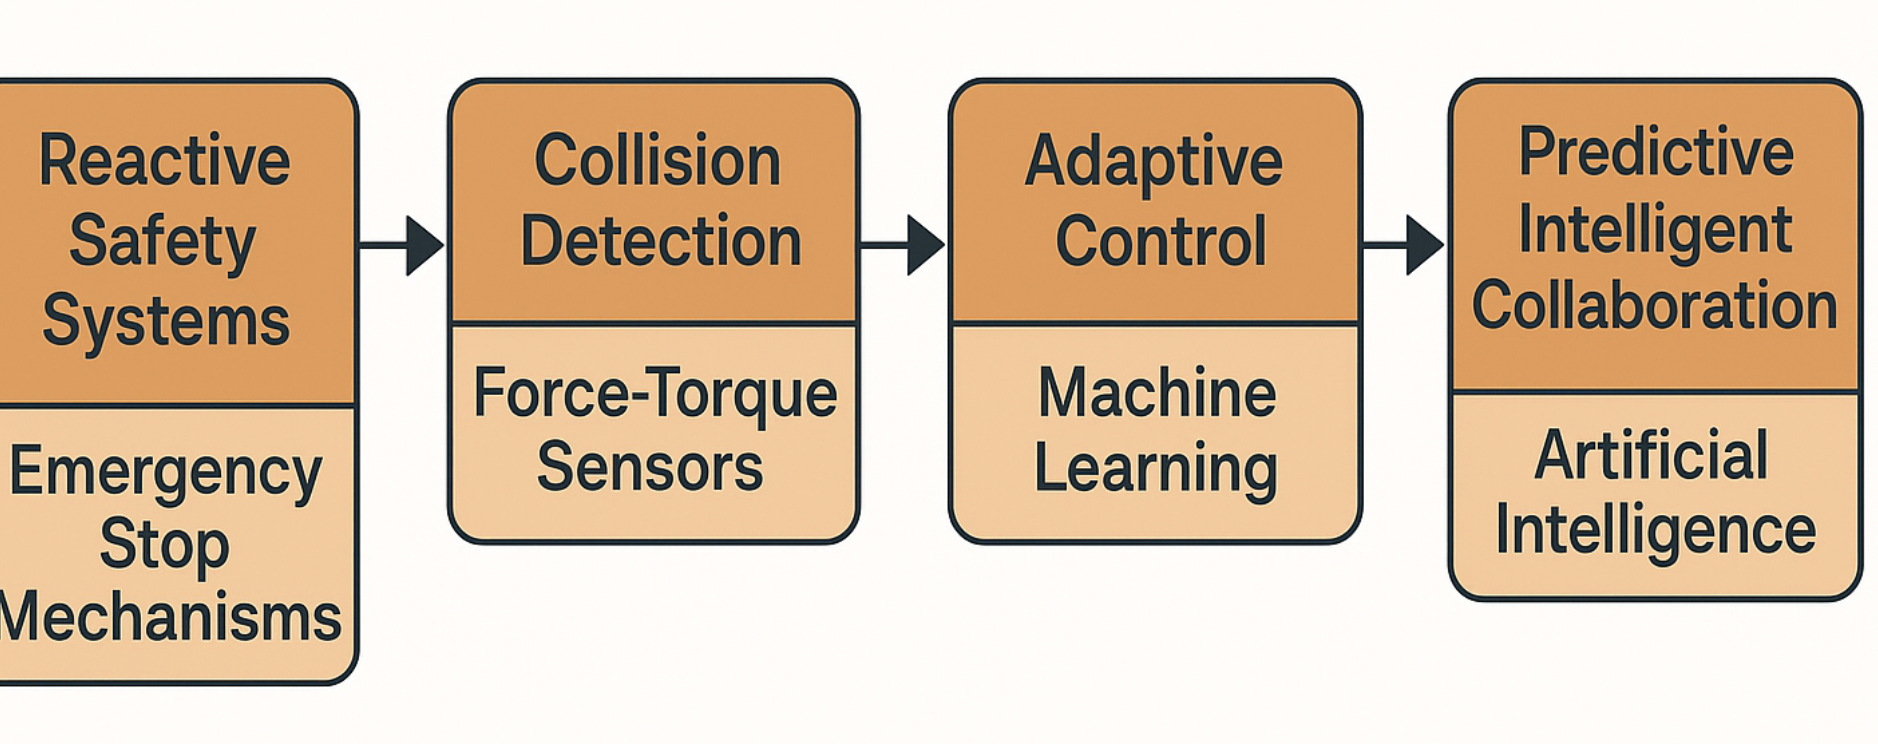 Reactive
Safety
Systems
Emergency
Stop
Mechanisms
Collision
Detection
Force-Torque
Sensors
Adaptive
Control
Machine
Learning
Predictive
Intelligent
Collaboration
Artificial
Intelligence